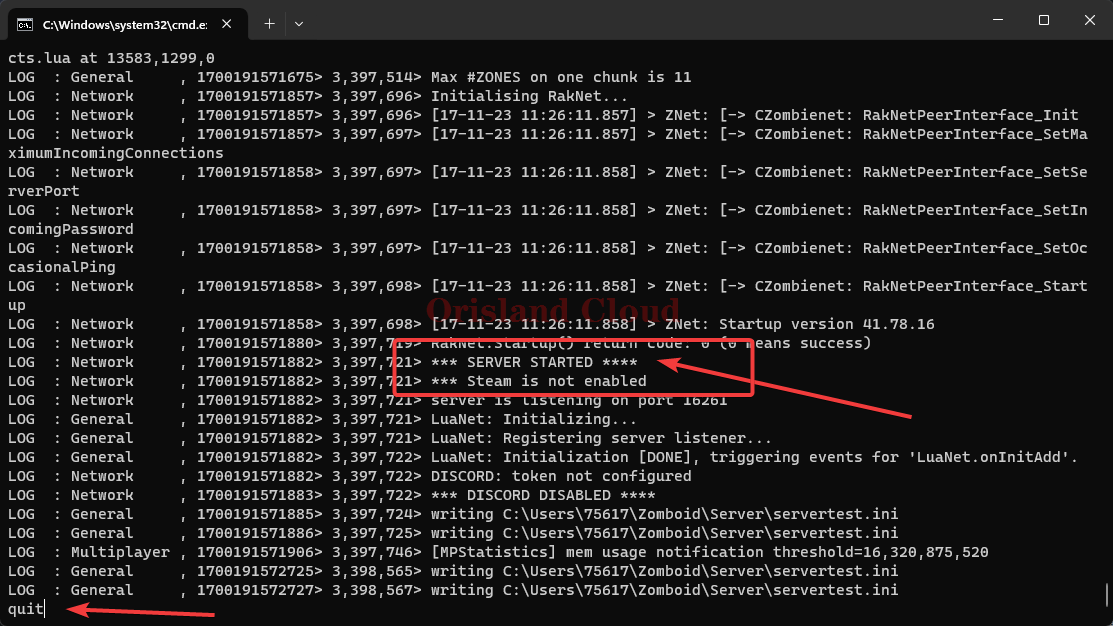 C:\Windows\system32\cmd.e:
cts.lua at 13583,1299,0
LOG  : General     , 1700191571675> 3,397,514> Max #ZONES on one chunk is 11
LOG  : Network     , 1700191571857> 3,397,696> Initialising RakNet...
LOG  : Network     , 1700191571857> 3,397,696> [17-11-23 11:26:11.857] > ZNet: [-> CZombienet: RakNetPeerInterface_Init
LOG  : Network     , 1700191571857> 3,397,697> [17-11-23 11:26:11.857] > ZNet: [-> CZombienet: RakNetPeerInterface_SetMa
ximumIncomingConnections
LOG  : Network     , 1700191571858> 3,397,697> [17-11-23 11:26:11.858] > ZNet: [-> CZombienet: RakNetPeerInterface_SetSe
rverPort
LOG  : Network     , 1700191571858> 3,397,697> [17-11-23 11:26:11.858] > ZNet: [-> CZombienet: RakNetPeerInterface_SetIn
comingPassword
LOG  : Network     , 1700191571858> 3,397,697> [17-11-23 11:26:11.858] > ZNet: [-> CZombienet: RakNetPeerInterface_SetOc
casionalPing
LOG  : Network     , 1700191571858> 3,397,698> [17-11-23 11:26:11.858] > ZNet: [-> CZombienet: RakNetPeerInterface_Start
up
Orisland Cloud
LOG  : Network     , 1700191571858> 3,397,698> [17-11-23 11:26:11.858] > ZNet: Startup version 41.78.16
LOG  : Network     , 1700191571880> 3,397,719> RakNet.Startup() return code: 0 (0 means success)
LOG  : Network     , 1700191571882> 3,397,721> *** SERVER STARTED ****
LOG  : Network     , 1700191571882> 3,397,721> *** Steam is not enabled
LOG  : Network     , 1700191571882> 3,397,721> server is listening on port 16261
LOG  : General     , 1700191571882> 3,397,721> LuaNet: Initializing...
LOG  : General     , 1700191571882> 3,397,721> LuaNet: Registering server listener...
LOG  : General     , 1700191571882> 3,397,722> LuaNet: Initialization [DONE], triggering events for 'LuaNet.onInitAdd'.
LOG  : Network     , 1700191571882> 3,397,722> DISCORD: token not configured
LOG  : Network     , 1700191571883> 3,397,722> *** DISCORD DISABLED ****
LOG  : General     , 1700191571885> 3,397,724> writing C:\Users\75617\Zomboid\Server\servertest.ini
LOG  : General     , 1700191571886> 3,397,725> writing C:\Users\75617\Zomboid\Server\servertest.ini
LOG  : Multiplayer , 1700191571906> 3,397,746> [MPStatistics] mem usage notification threshold=16,320,875,520
LOG  : General     , 1700191572725> 3,398,565> writing C:\Users\75617\Zomboid\Server\servertest.ini
LOG  : General     , 1700191572727> 3,398,567> writing C:\Users\75617\Zomboid\Server\servertest.ini
quit